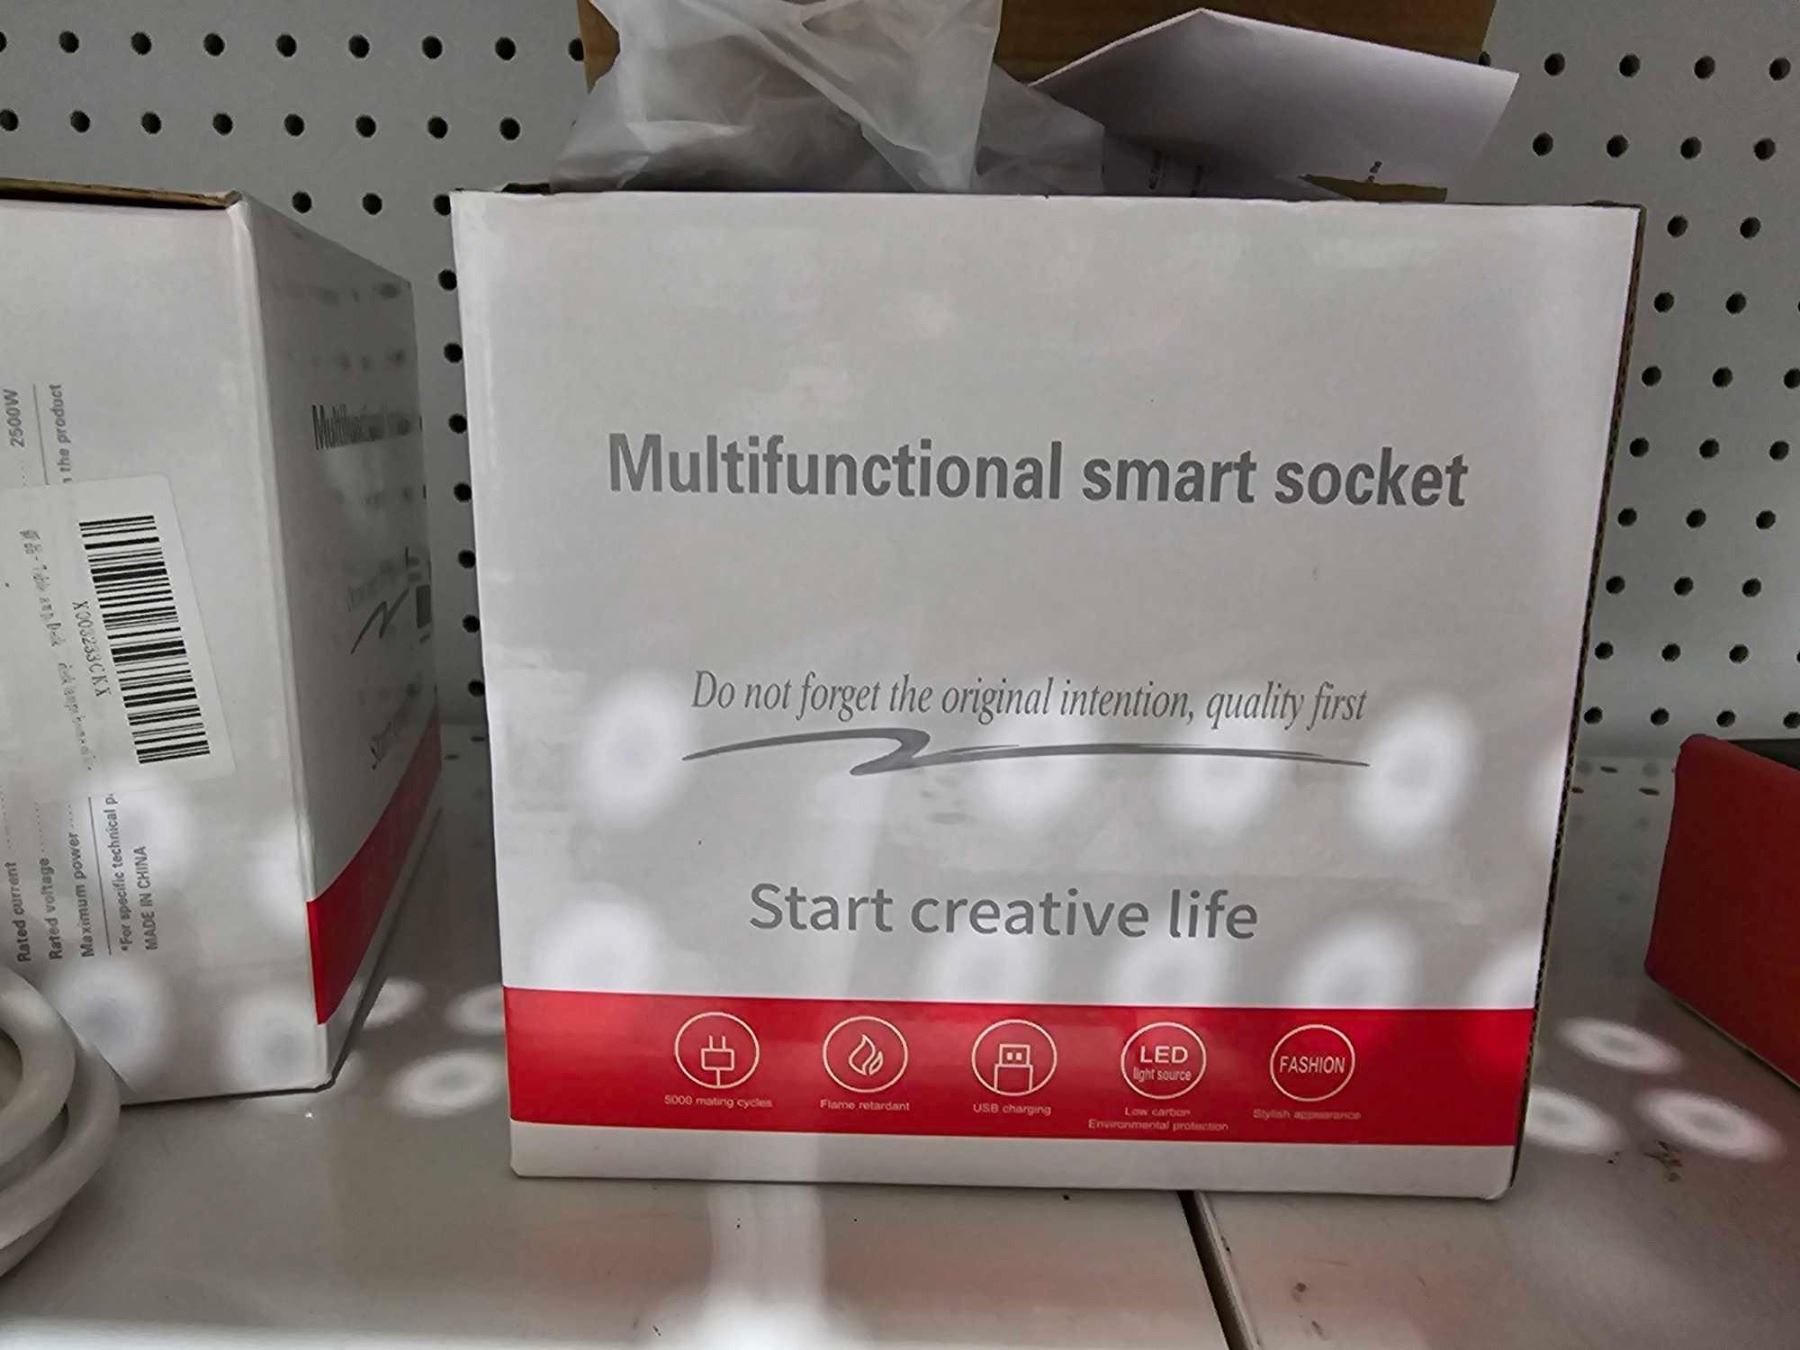 Multifunctional smart socket
Do not forget the original intention, quality first
Start creative life
5000 mating cycles
Flame retardant
USB charging
LED
light source
Low carbon
Environmental protection
FASHION
Stylish appearance
Rated current
Rated voltage
Maximum power 2500W
*For specific technical the product
MADE IN CHINA